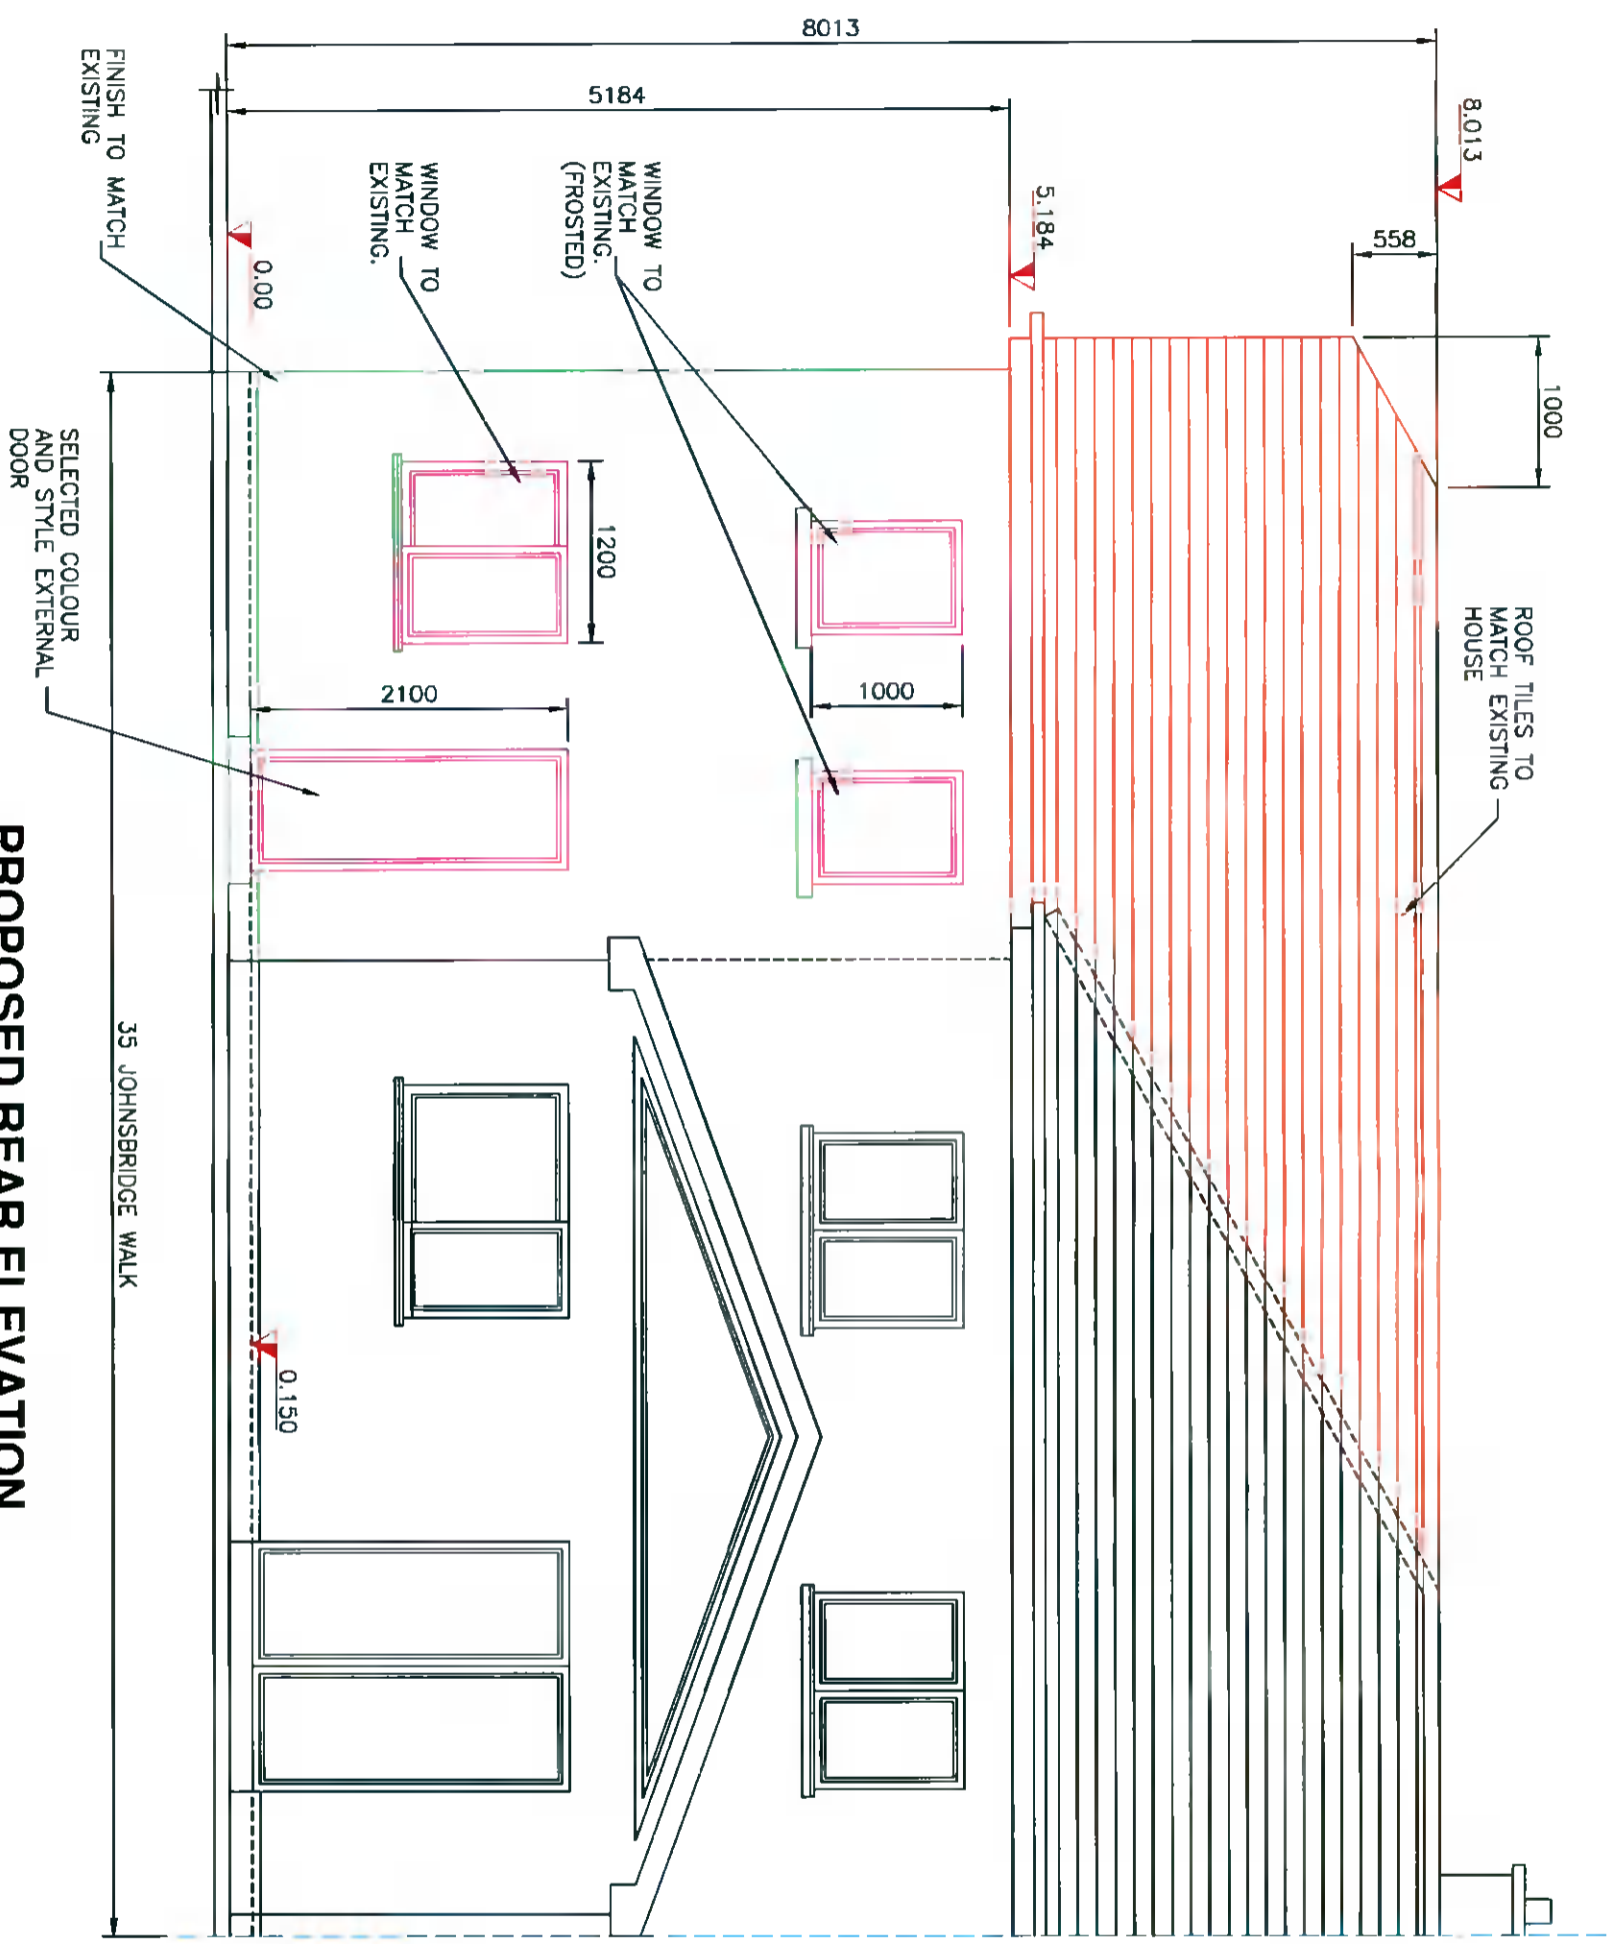 8013
5184
8.013
5.184
558
1000
0.00
FINISH TO MATCH
EXISTING
WINDOW TO
MATCH
EXISTING.
(FROSTED)
WINDOW TO
MATCH
EXISTING.
ROOF TILES TO
MATCH EXISTING
HOUSE
1200
1000
2100
SELECTED COLOUR
AND STYLE EXTERNAL
DOOR
0.150
35 JOHNSBRIDGE WALK
PROPOSED REAR ELEVATION